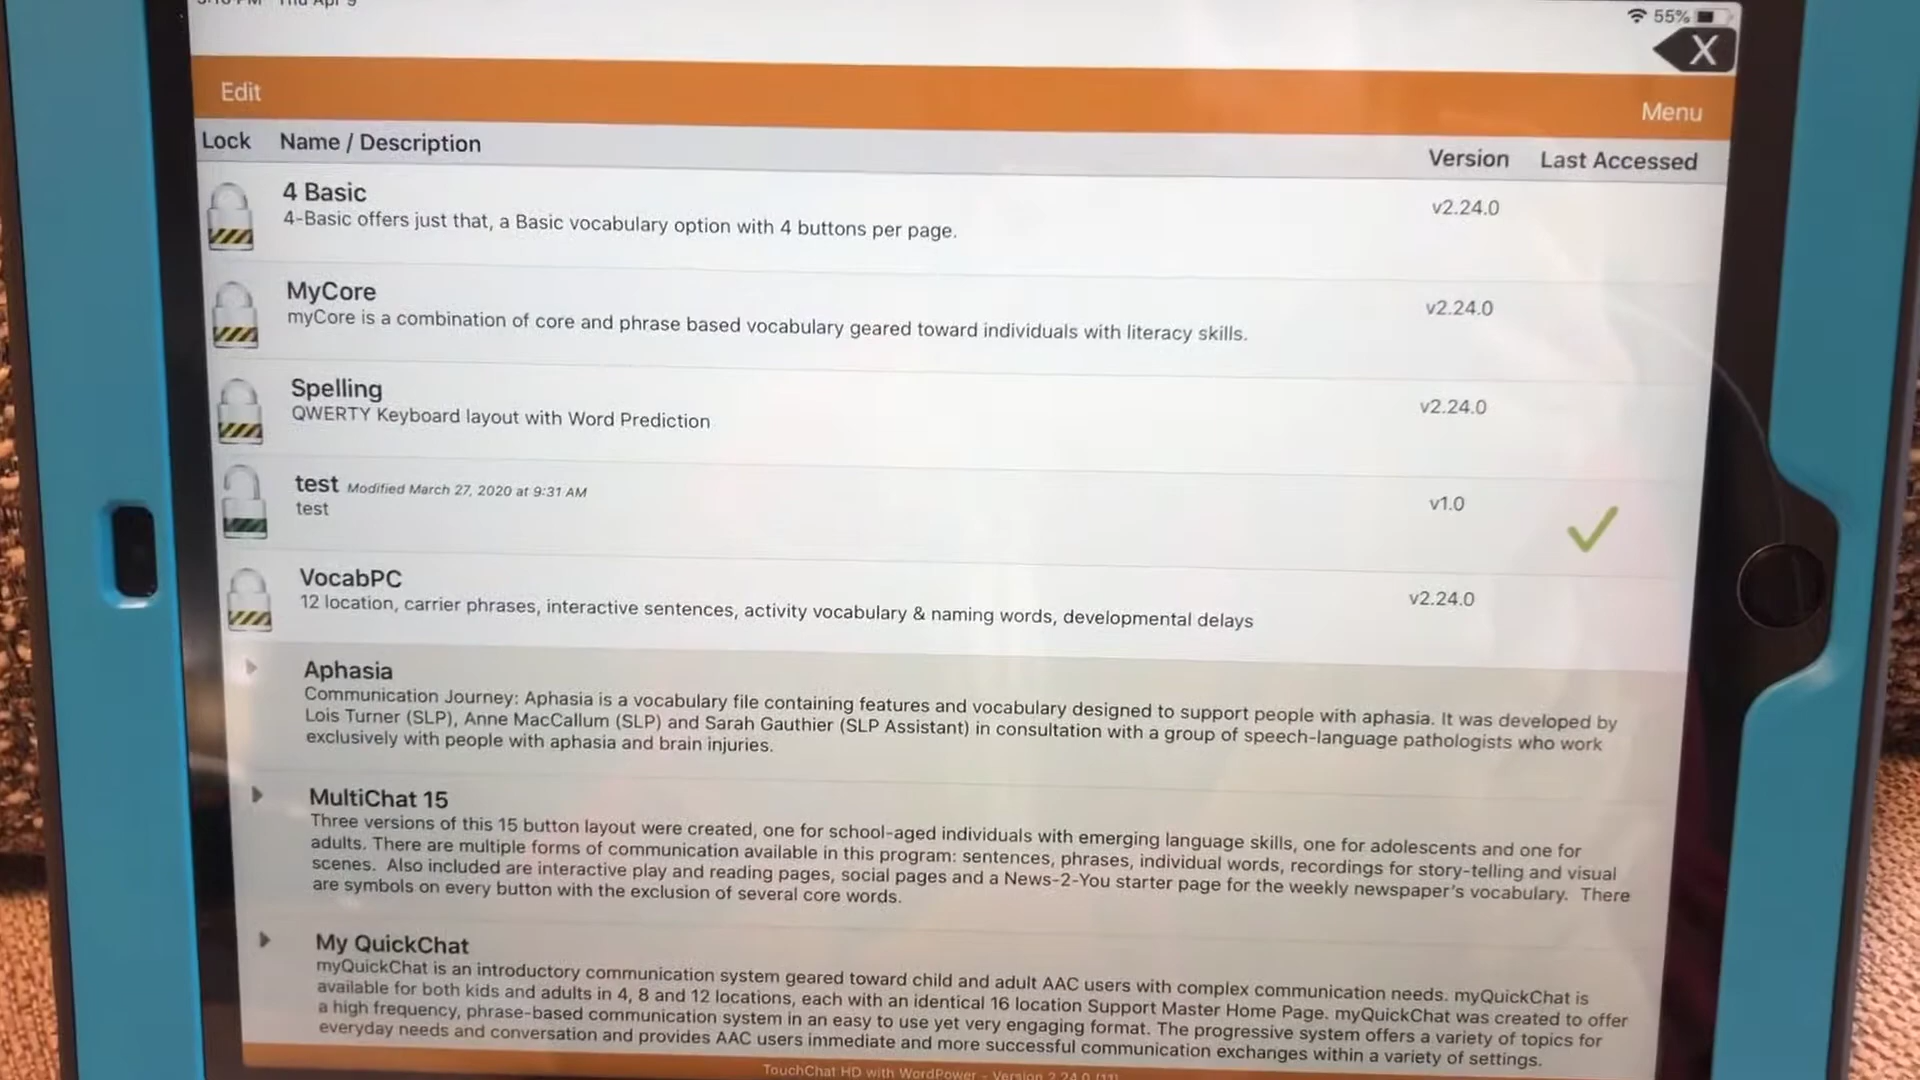 55%
X
Edit
Menu
Lock Name / Description Version Last Accessed
4 Basic
4-Basic offers just that, a Basic vocabulary option with 4 buttons per page.
v2.24.0
MyCore
myCore is a combination of core and phrase based vocabulary geared toward individuals with literacy skills.
v2.24.0
Spelling
QWERTY Keyboard layout with Word Prediction
v2.24.0
test Modified March 27, 2020 at 9:31 AM
test
v1.0
VocabPC
12 location, carrier phrases, interactive sentences, activity vocabulary & naming words, developmental delays
v2.24.0
Aphasia
Communication Journey: Aphasia is a vocabulary file containing features and vocabulary designed to support people with aphasia. It was developed by
Lois Turner (SLP), Anne MacCallum (SLP) and Sarah Gauthier (SLP Assistant) in consultation with a group of speech-language pathologists who work
exclusively with people with aphasia and brain injuries.
MultiChat 15
Three versions of this 15 button layout were created, one for school-aged individuals with emerging language skills, one for adolescents and one for
adults. There are multiple forms of communication available in this program: sentences, phrases, individual words, recordings for story-telling and visual
scenes. Also included are interactive play and reading pages, social pages and a News-2-You starter page for the weekly newspaper's vocabulary. There
are symbols on every button with the exclusion of several core words.
My QuickChat
myQuickChat is an introductory communication system geared toward child and adult AAC users with complex communication needs. myQuickChat is
available for both kids and adults in 4, 8 and 12 locations, each with an identical 16 location Support Master Home Page. myQuickChat was created to offer
a high frequency, phrase-based communication system in an easy to use yet very engaging format. The progressive system offers a variety of topics for
everyday needs and conversation and provides AAC users immediate and more successful communication exchanges within a variety of settings.
TouchChat HD with WordPower - Version 2.24.0